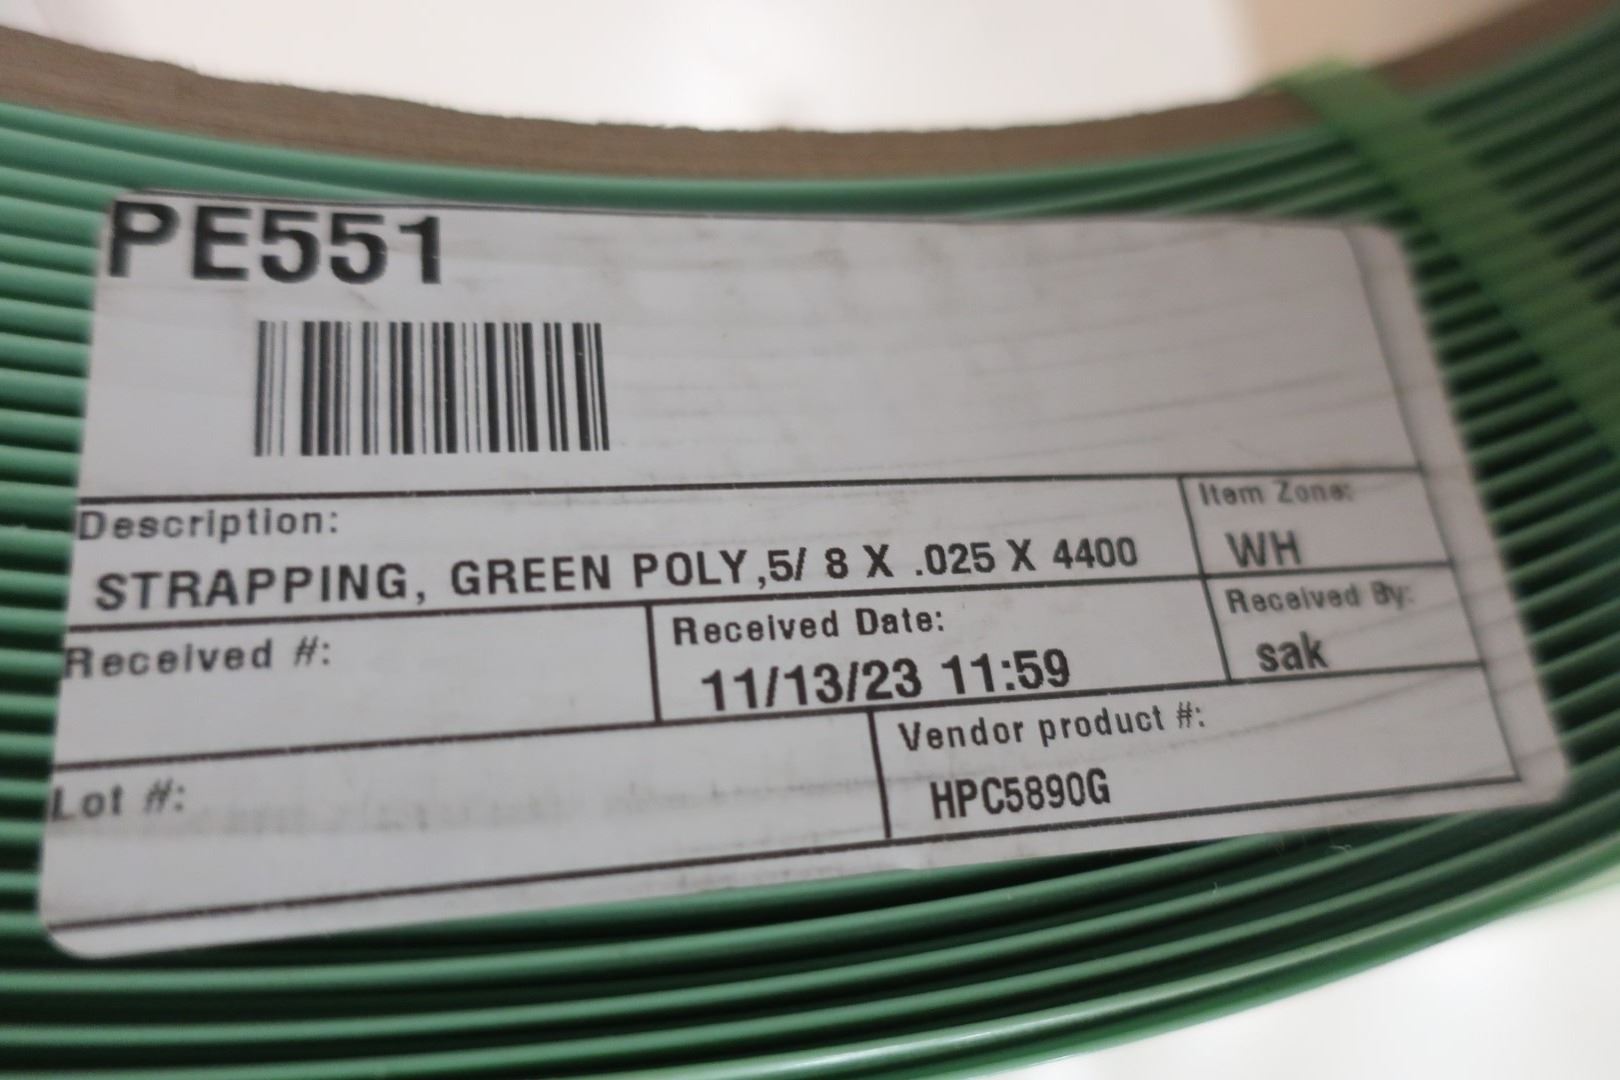 PE551
Description:
STRAPPING, GREEN POLY,5/ 8 X .025 X 4400
Item Zone:
WH
Received #:
Received Date:
11/13/23 11:59
Received By:
sak
Lot #:
Vendor product #:
HPC5890G